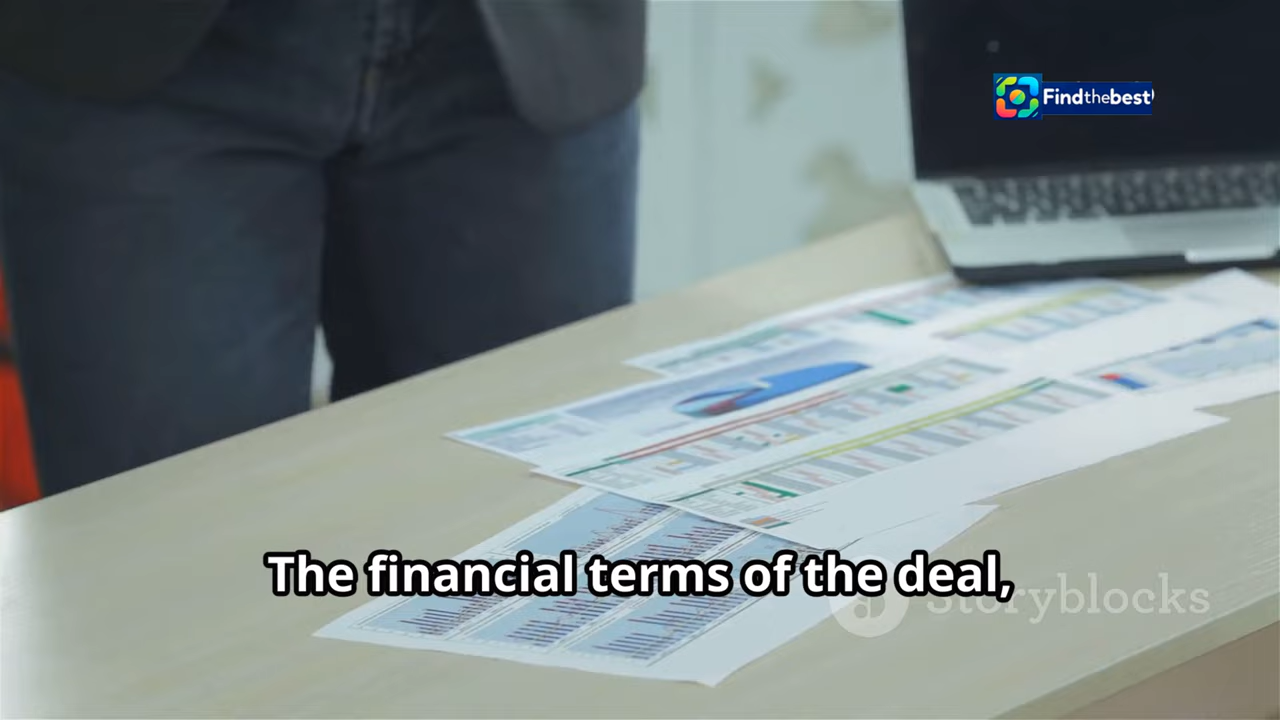 Findthebest
The financial terms of the deal,
Storyblocks